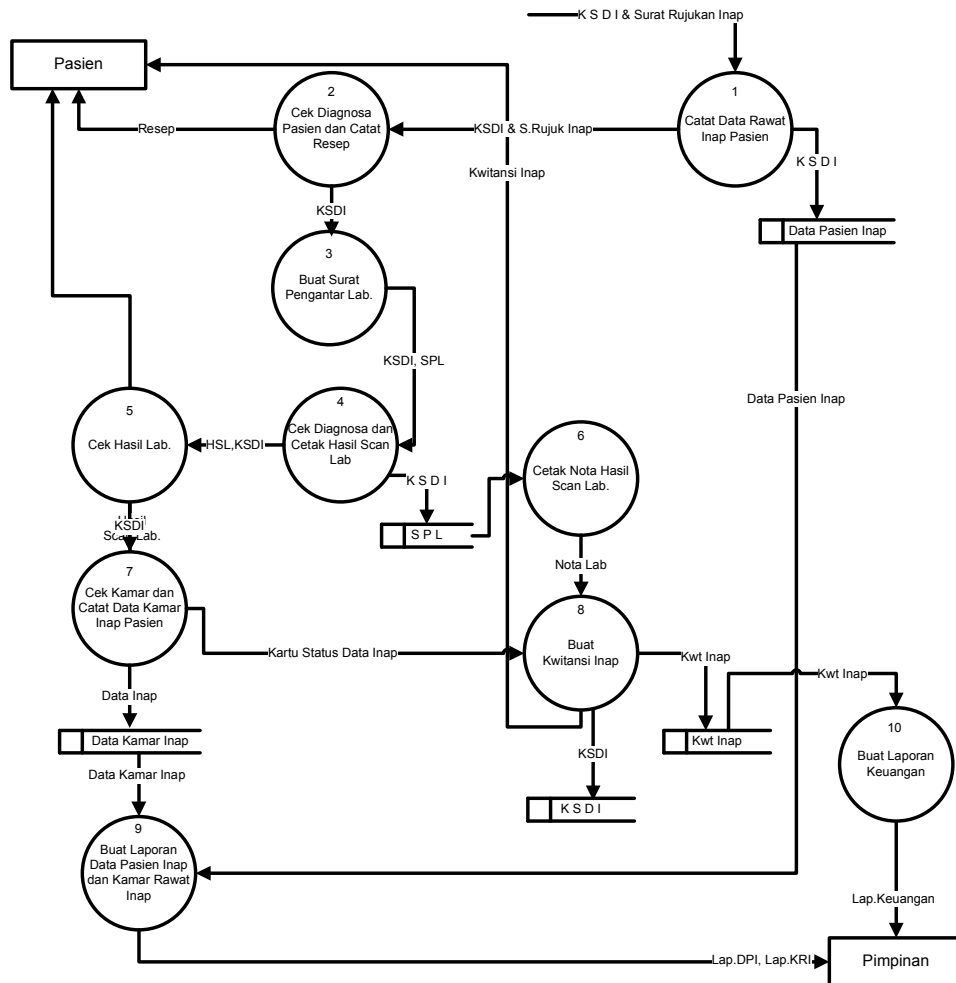 K S D I & Surat Rujukan Inap
Pasien
2
Cek Diagnosa
Pasien dan Catat
Resep
1
Catat Data Rawat
Inap Pasien
Resep
KSDI & S.Rujuk Inap
K S D I
Kwitansi Inap
KSDI
Data Pasien Inap
3
Buat Surat
Pengantar Lab.
KSDI, SPL
Data Pasien Inap
5
Cek Hasil Lab.
4
Cek Diagnosa dan
Cetak Hasil Scan
Lab
HSL,KSDI
6
Cetak Nota Hasil
Scan Lab.
K S D I
S P L
KSDI
Hasil
Scan Lab.
Nota Lab
7
Cek Kamar dan
Catat Data Kamar
Inap Pasien
8
Buat
Kwitansi Inap
Kartu Status Data Inap
Kwt Inap
Kwt Inap
Data Inap
Data Kamar Inap
Kwt Inap
10
Buat Laporan
Keuangan
KSDI
Data Kamar Inap
K S D I
9
Buat Laporan
Data Pasien Inap
dan Kamar Rawat
Inap
Lap.Keuangan
Lap.DPI, Lap.KRI
Pimpinan